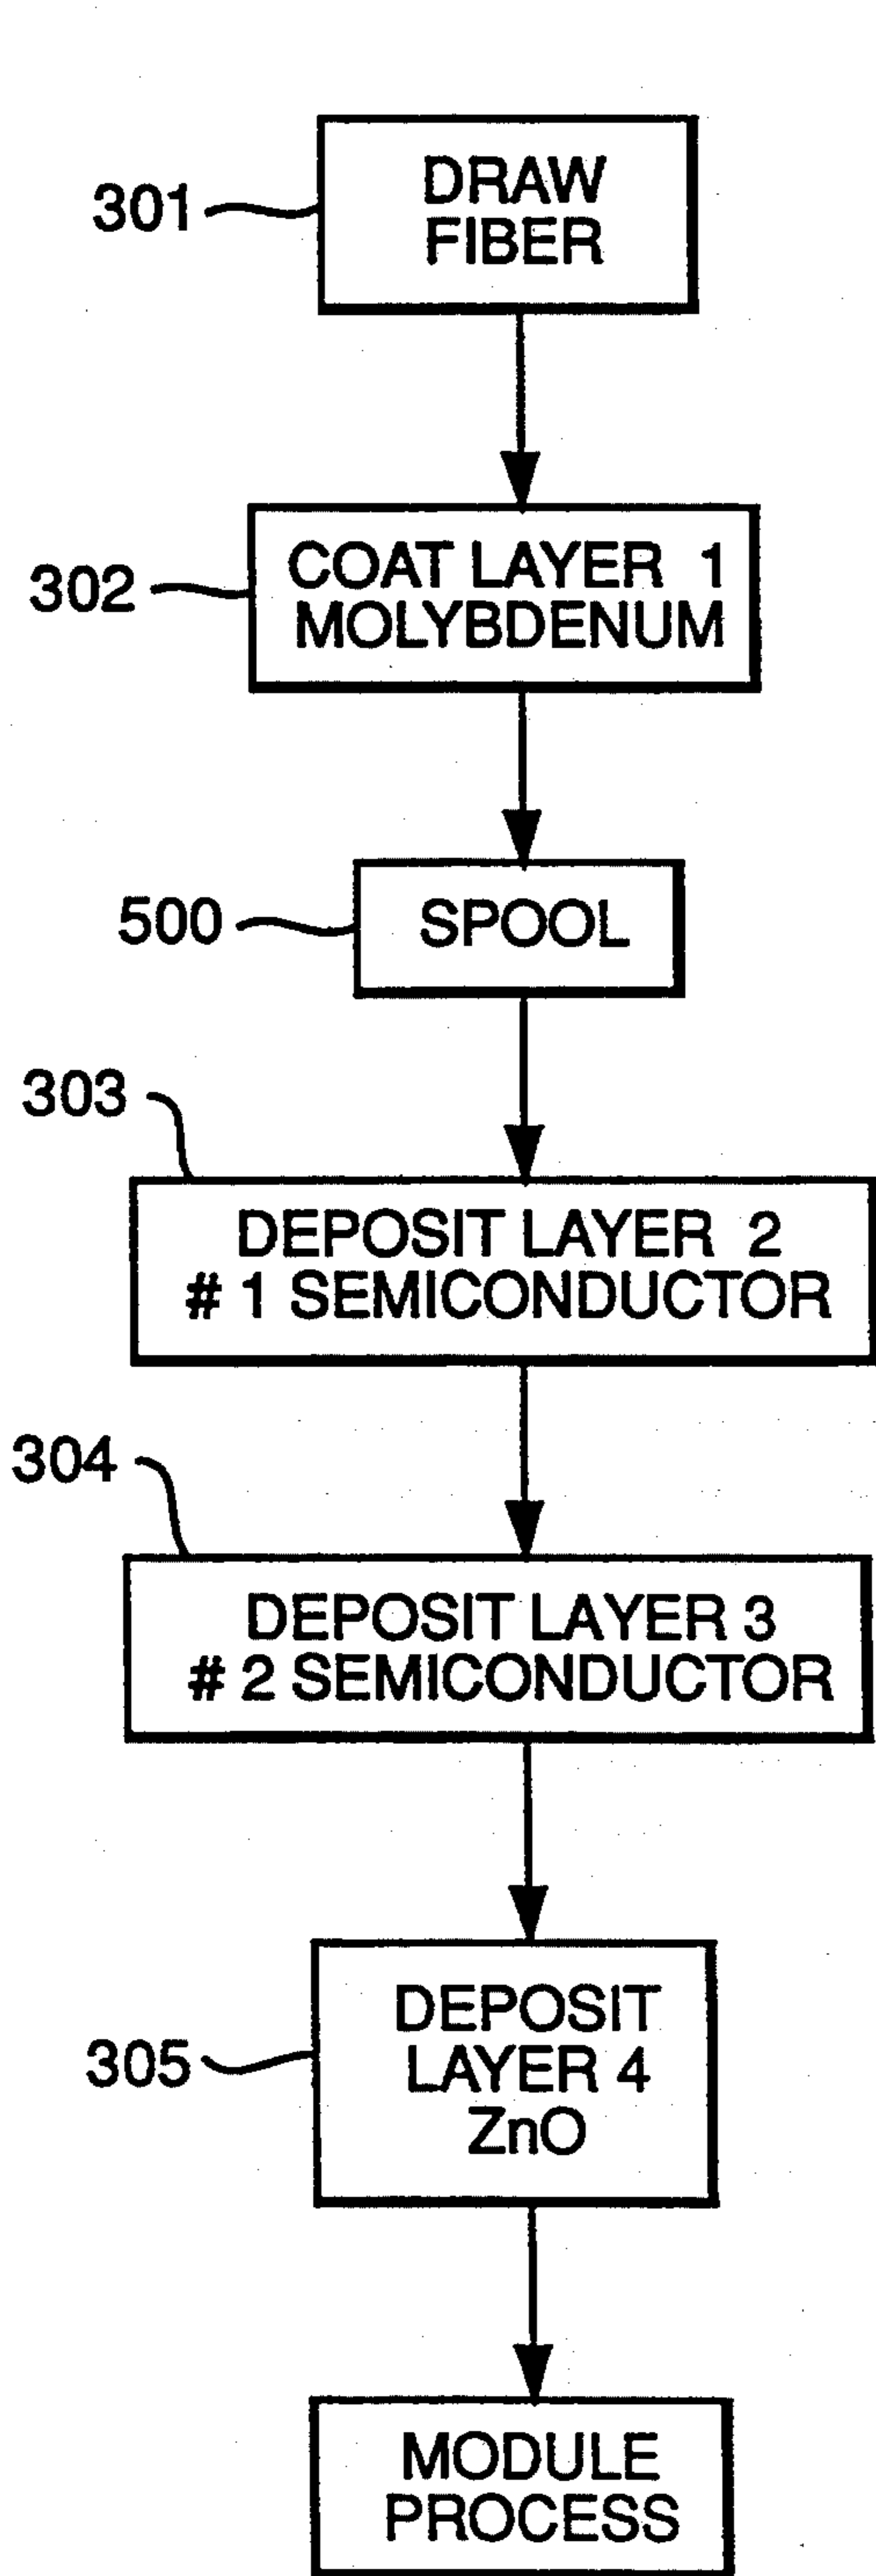 301
DRAW
FIBER
302
COAT LAYER 1
MOLYBDENUM
500
SPOOL
303
DEPOSIT LAYER 2
# 1 SEMICONDUCTOR
304
DEPOSIT LAYER 3
# 2 SEMICONDUCTOR
305
DEPOSIT
LAYER 4
ZnO
MODULE
PROCESS